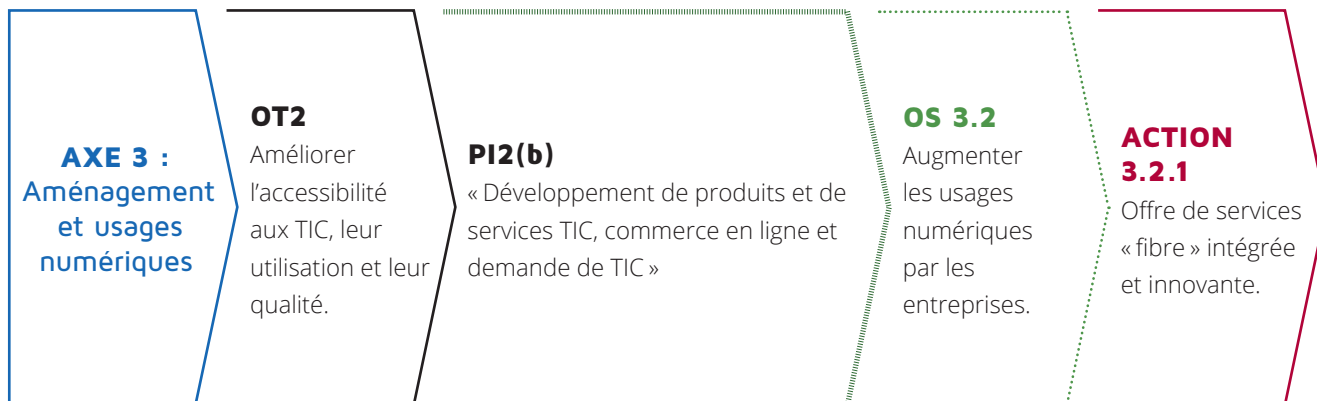 AXE 3 :
Aménagement
et usages
numériques
OT2
Améliorer
l’accessibilité
aux TIC, leur
utilisation et leur
qualité.
PI2(b)
« Développement de produits et de
services TIC, commerce en ligne et
demande de TIC »
OS 3.2
Augmenter
les usages
numériques
par les
entreprises.
ACTION
3.2.1
Offre de services
« fibre » intégrée
et innovante.